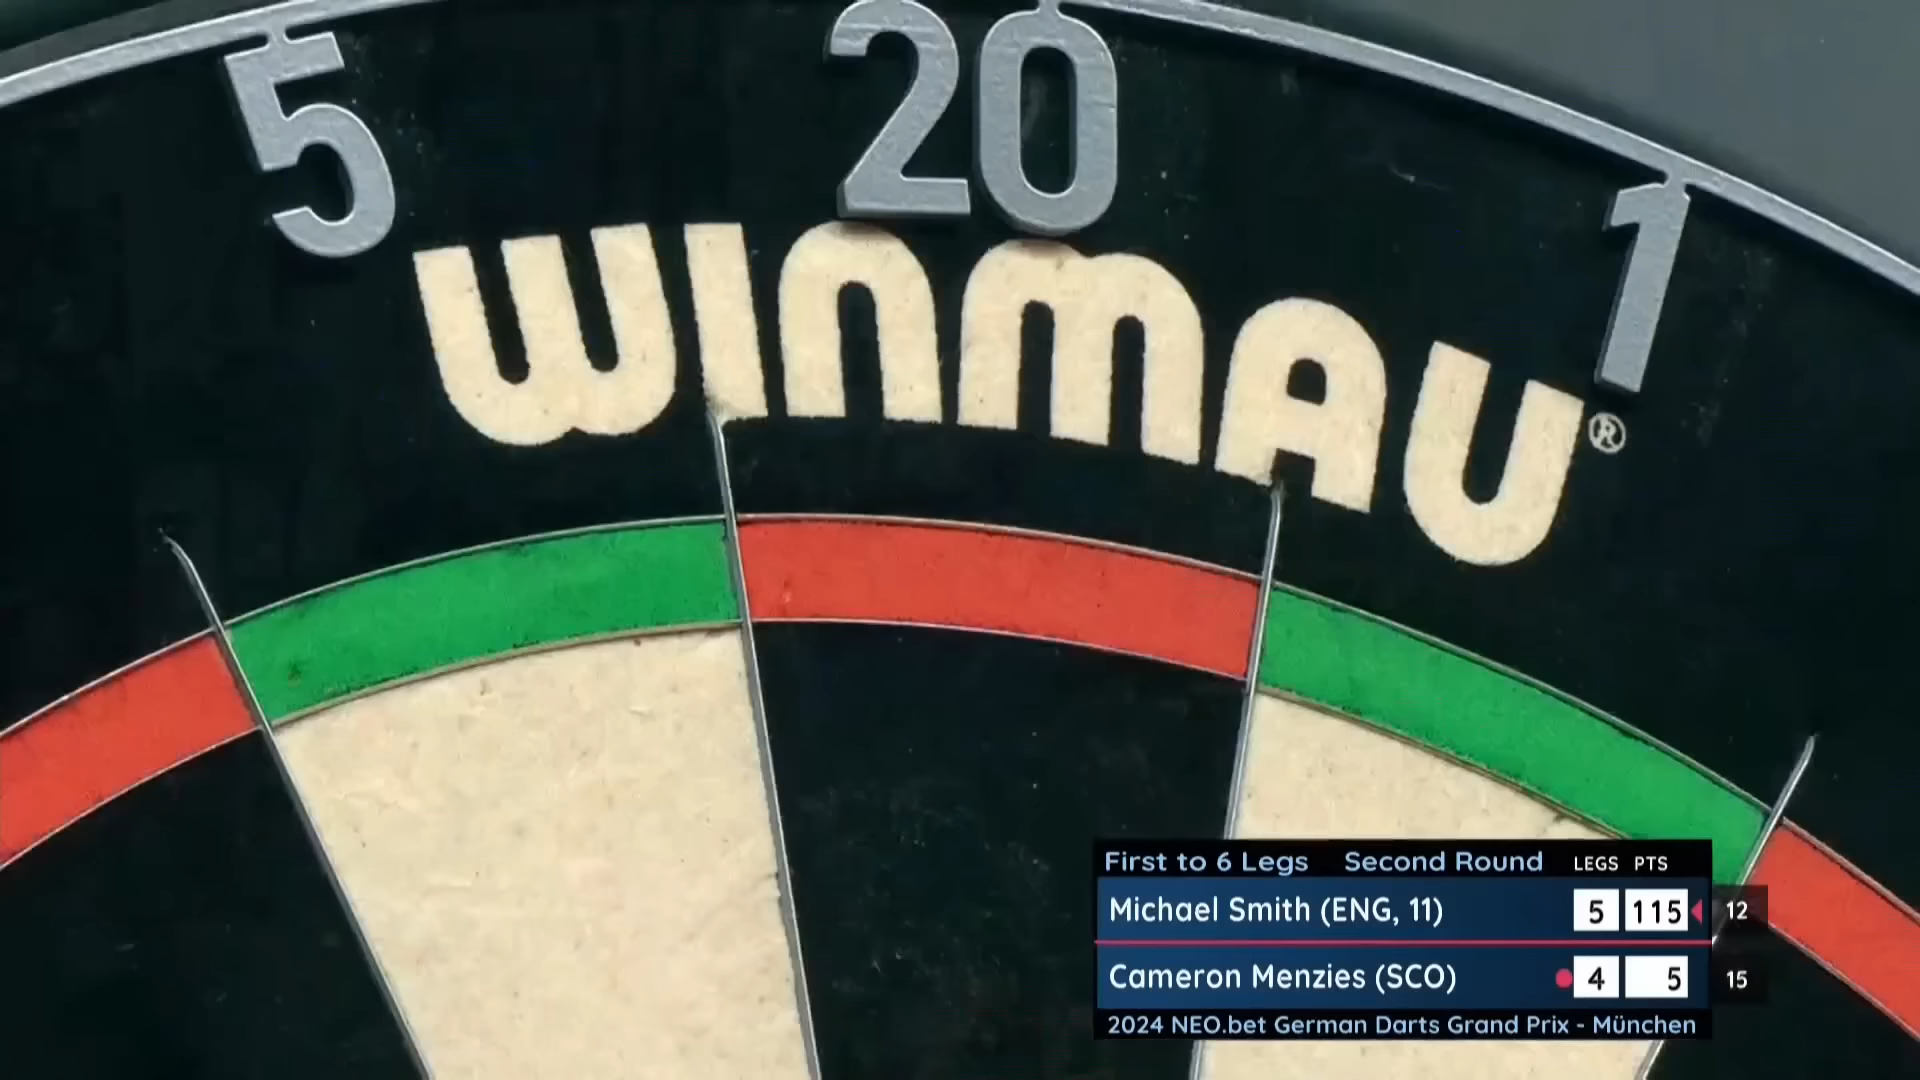 5 20 1
WINMAU®
First to 6 Legs Second Round LEGS PTS
Michael Smith (ENG, 11) 5 115 12
Cameron Menzies (SCO) 4 5 15
2024 NEO.bet German Darts Grand Prix - München